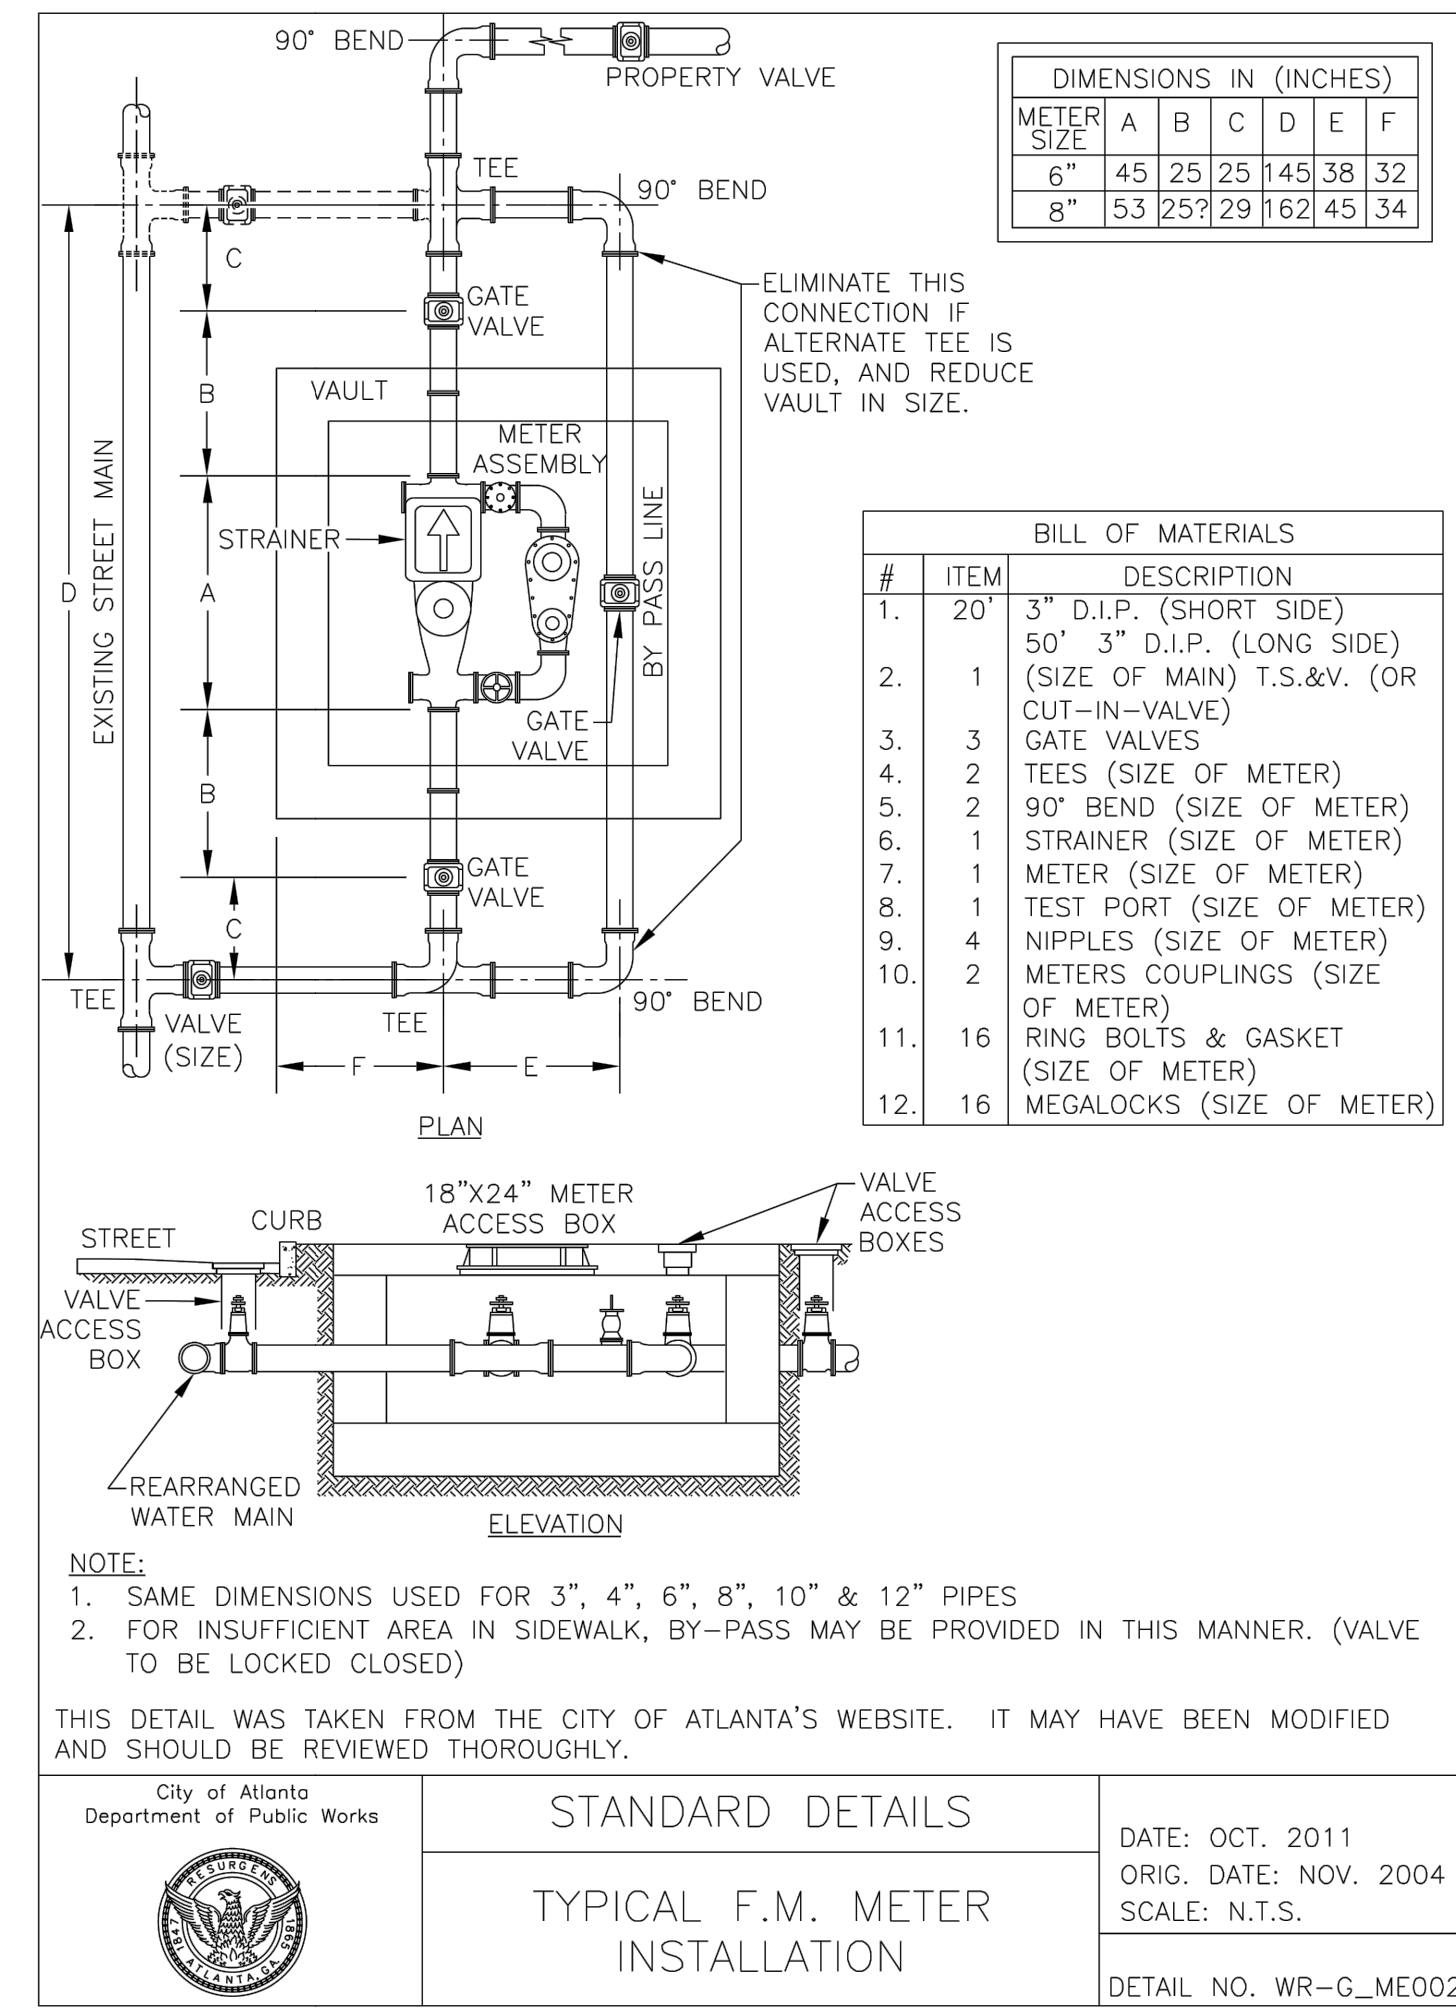 90° BEND
PROPERTY VALVE
TEE
90° BEND
C
GATE
VALVE
ELIMINATE THIS
CONNECTION IF
ALTERNATE TEE IS
USED, AND REDUCE
VAULT IN SIZE.
B
VAULT
METER
ASSEMBLY
EXISTING STREET MAIN
STRAINER
BY PASS LINE
D
A
GATE
VALVE
B
GATE
VALVE
C
TEE
VALVE
(SIZE)
TEE
90° BEND
F
E
PLAN
DIMENSIONS IN (INCHES)
METER SIZE A B C D E F
6" 45 25 25 145 38 32
8" 53 25? 29 162 45 34
BILL OF MATERIALS
# ITEM DESCRIPTION
1. 20' 3" D.I.P. (SHORT SIDE)
50' 3" D.I.P. (LONG SIDE)
2. 1 (SIZE OF MAIN) T.S.&V. (OR
CUT-IN-VALVE)
3. 3 GATE VALVES
4. 2 TEES (SIZE OF METER)
5. 2 90° BEND (SIZE OF METER)
6. 1 STRAINER (SIZE OF METER)
7. 1 METER (SIZE OF METER)
8. 1 TEST PORT (SIZE OF METER)
9. 4 NIPPLES (SIZE OF METER)
10. 2 METERS COUPLINGS (SIZE
OF METER)
11. 16 RING BOLTS & GASKET
(SIZE OF METER)
12. 16 MEGALOCKS (SIZE OF METER)
18"X24" METER
ACCESS BOX
VALVE
ACCESS
BOXES
STREET
CURB
VALVE
ACCESS
BOX
REARRANGED
WATER MAIN
ELEVATION
NOTE:
1. SAME DIMENSIONS USED FOR 3", 4", 6", 8", 10" & 12" PIPES
2. FOR INSUFFICIENT AREA IN SIDEWALK, BY-PASS MAY BE PROVIDED IN THIS MANNER. (VALVE
TO BE LOCKED CLOSED)
THIS DETAIL WAS TAKEN FROM THE CITY OF ATLANTA'S WEBSITE. IT MAY HAVE BEEN MODIFIED
AND SHOULD BE REVIEWED THOROUGHLY.
City of Atlanta
Department of Public Works
RESURGENS
1847 1865
ATLANTA, GA.
STANDARD DETAILS
TYPICAL F.M. METER
INSTALLATION
DATE: OCT. 2011
ORIG. DATE: NOV. 2004
SCALE: N.T.S.
DETAIL NO. WR-G_ME002